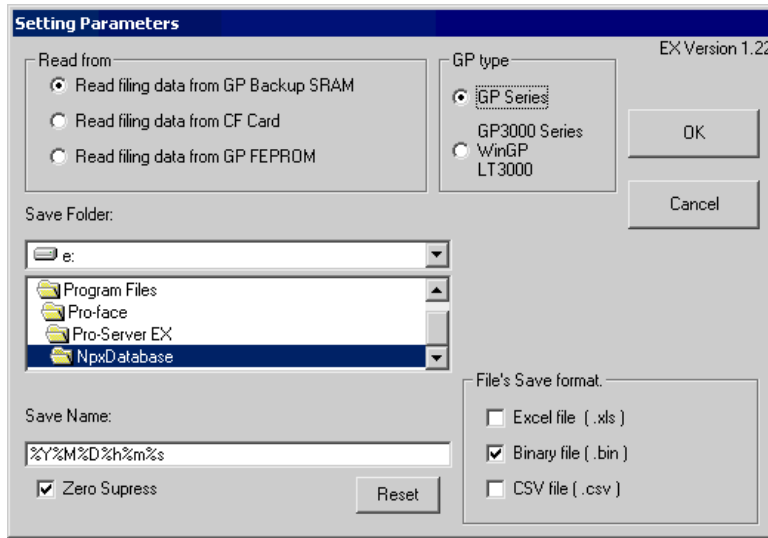 Setting Parameters
EX Version 1.22
Read from
Read filing data from GP Backup SRAM
Read filing data from CF Card
Read filing data from GP FEPROM
GP type
GP Series
GP3000 Series
WinGP
LT3000
OK
Cancel
Save Folder:
e:
Program Files
Pro-face
Pro-Server EX
NpxDatabase
Save Name:
%Y%M%D%h%m%s
Zero Supress
Reset
File's Save format.
Excel file ( .xls )
Binary file ( .bin )
CSV file ( .csv )